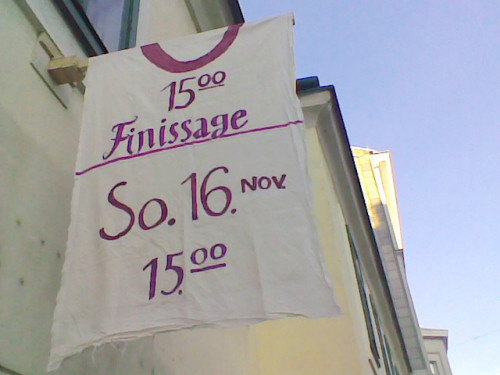 15 00
Finissage
So. 16. NOV.
15. 00